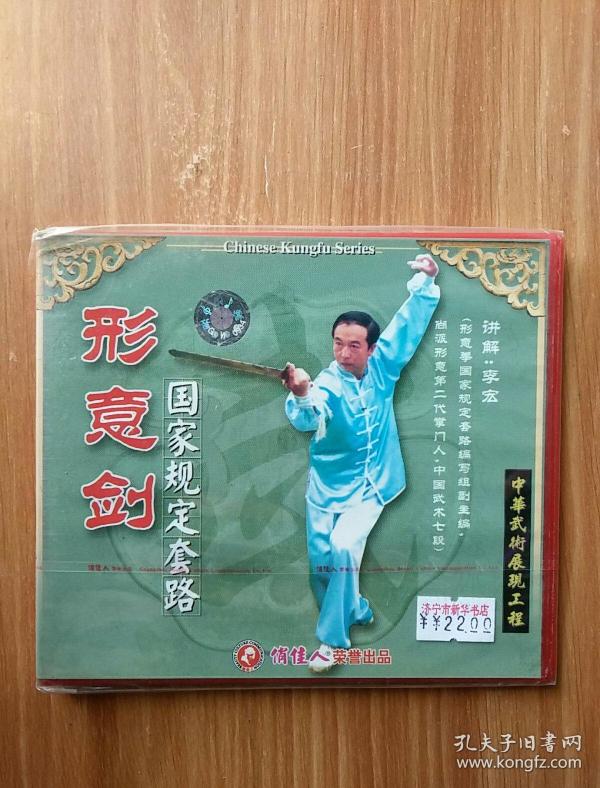 Chinese Kungfu Series
形意剑
国家规定套路
讲解：李宏
（形意拳国家规定套路编写组副主编，
尚派形意第二代掌门人，中国武术七段）
中華武術展现工程
济宁市新华书店
¥¥22.00
俏佳人®荣誉出品
孔夫子旧书网
www.kongfz.com